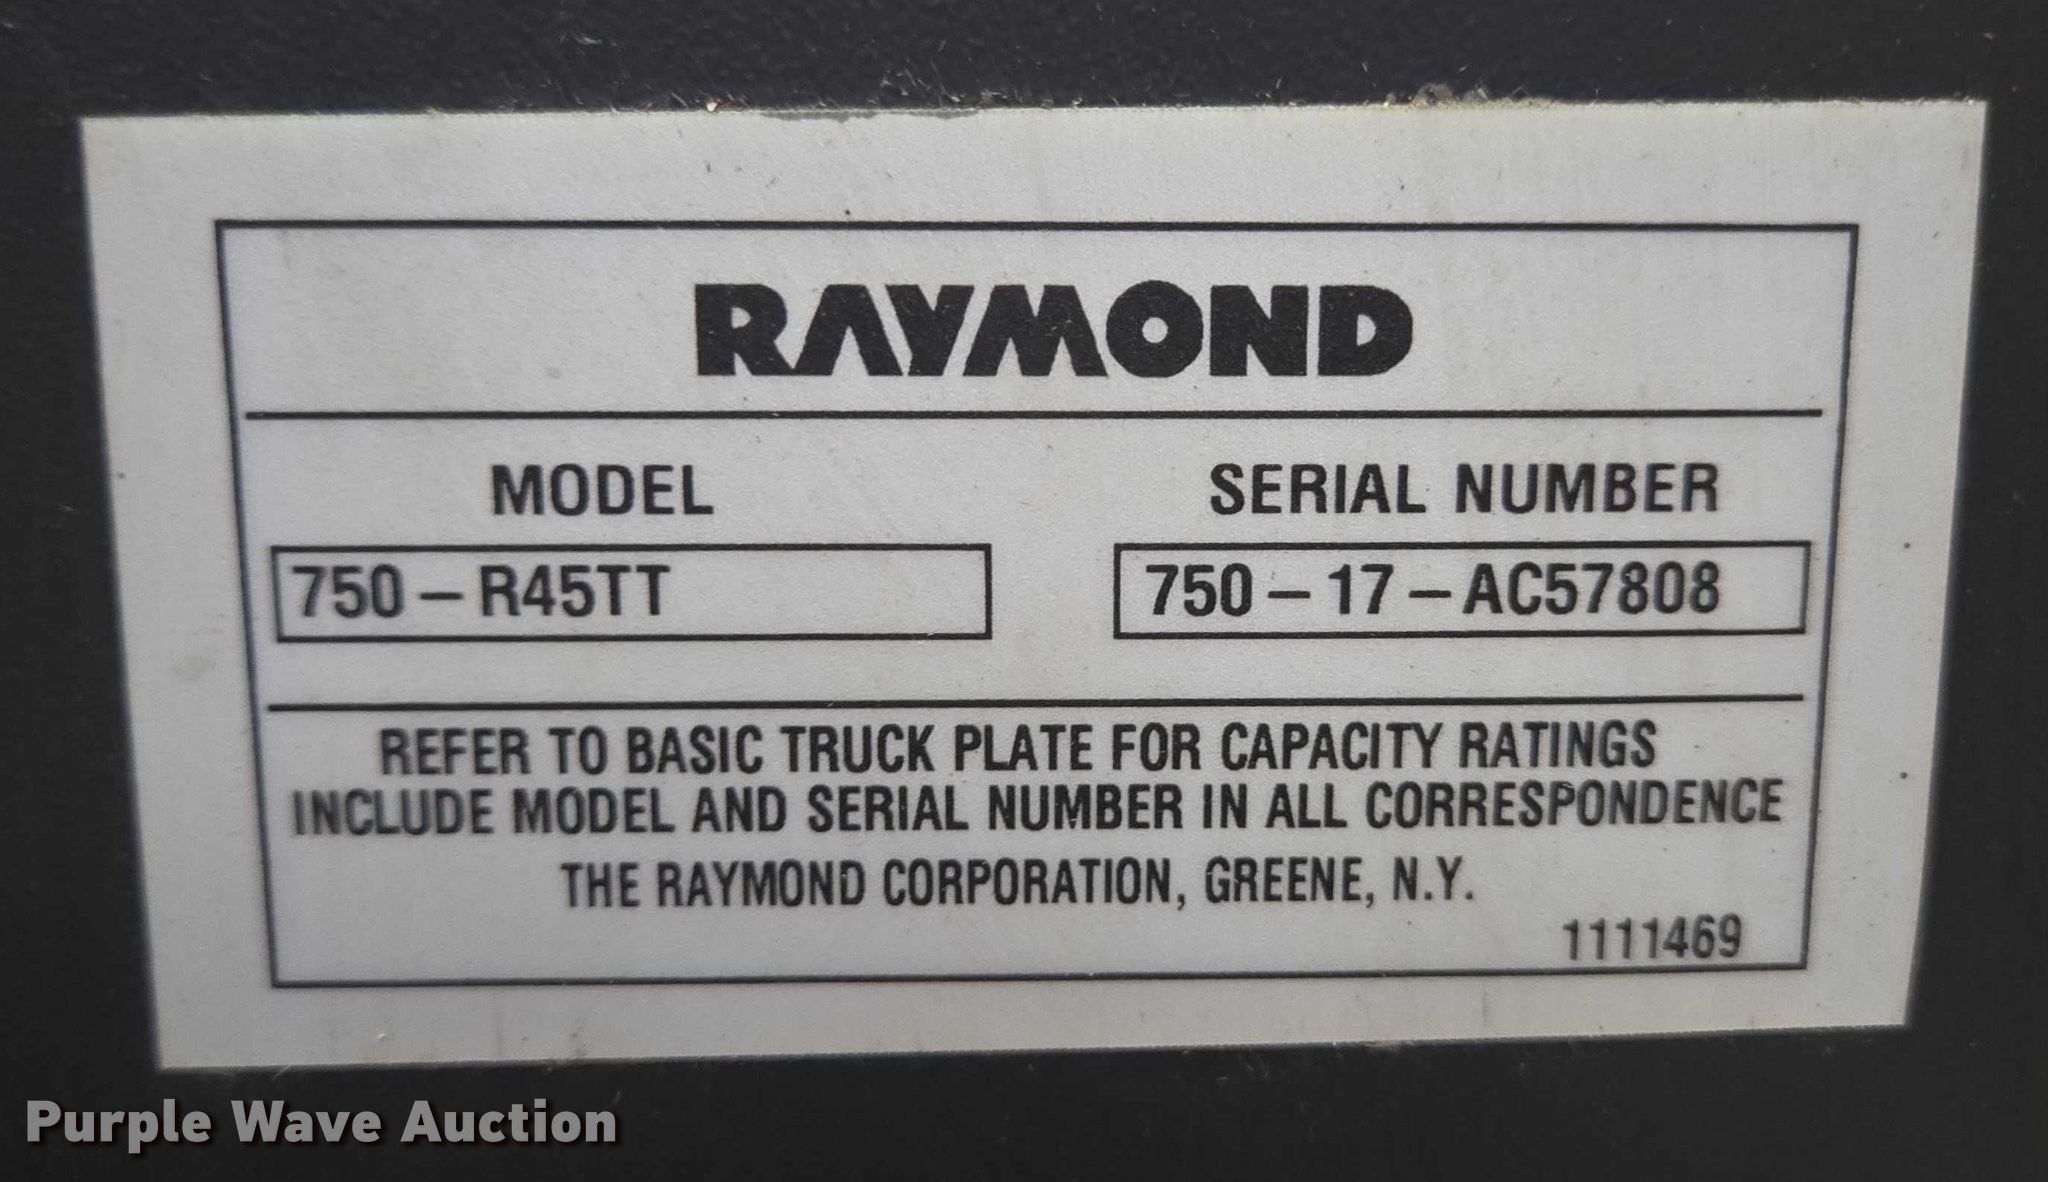 RAYMOND
MODEL SERIAL NUMBER
750-R45TT 750-17-AC57808
REFER TO BASIC TRUCK PLATE FOR CAPACITY RATINGS
INCLUDE MODEL AND SERIAL NUMBER IN ALL CORRESPONDENCE
THE RAYMOND CORPORATION, GREENE, N.Y.
1111469
Purple Wave Auction